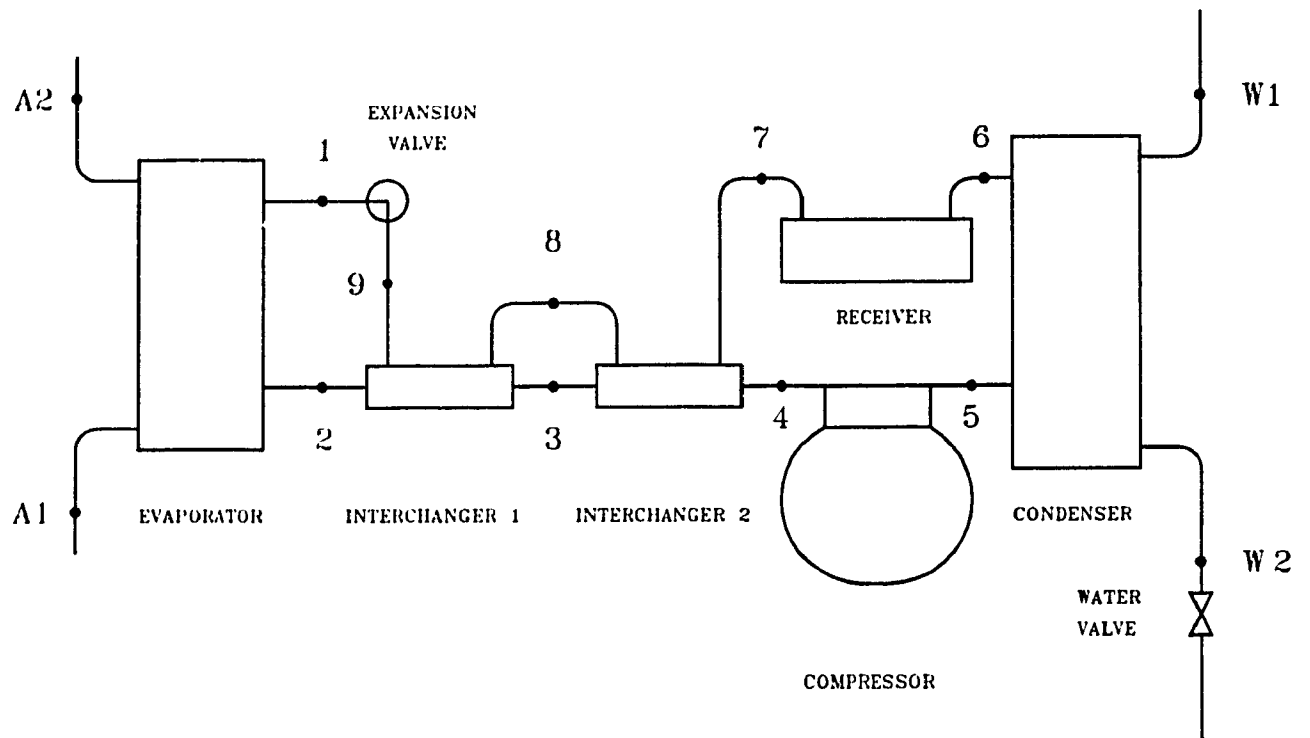 A2
EXPANSION
VALVE
W1
1
7
6
8
9
RECEIVER
2
3
4
5
A1
EVAPORATOR
INTERCHANGER 1
INTERCHANGER 2
CONDENSER
W2
WATER
VALVE
COMPRESSOR